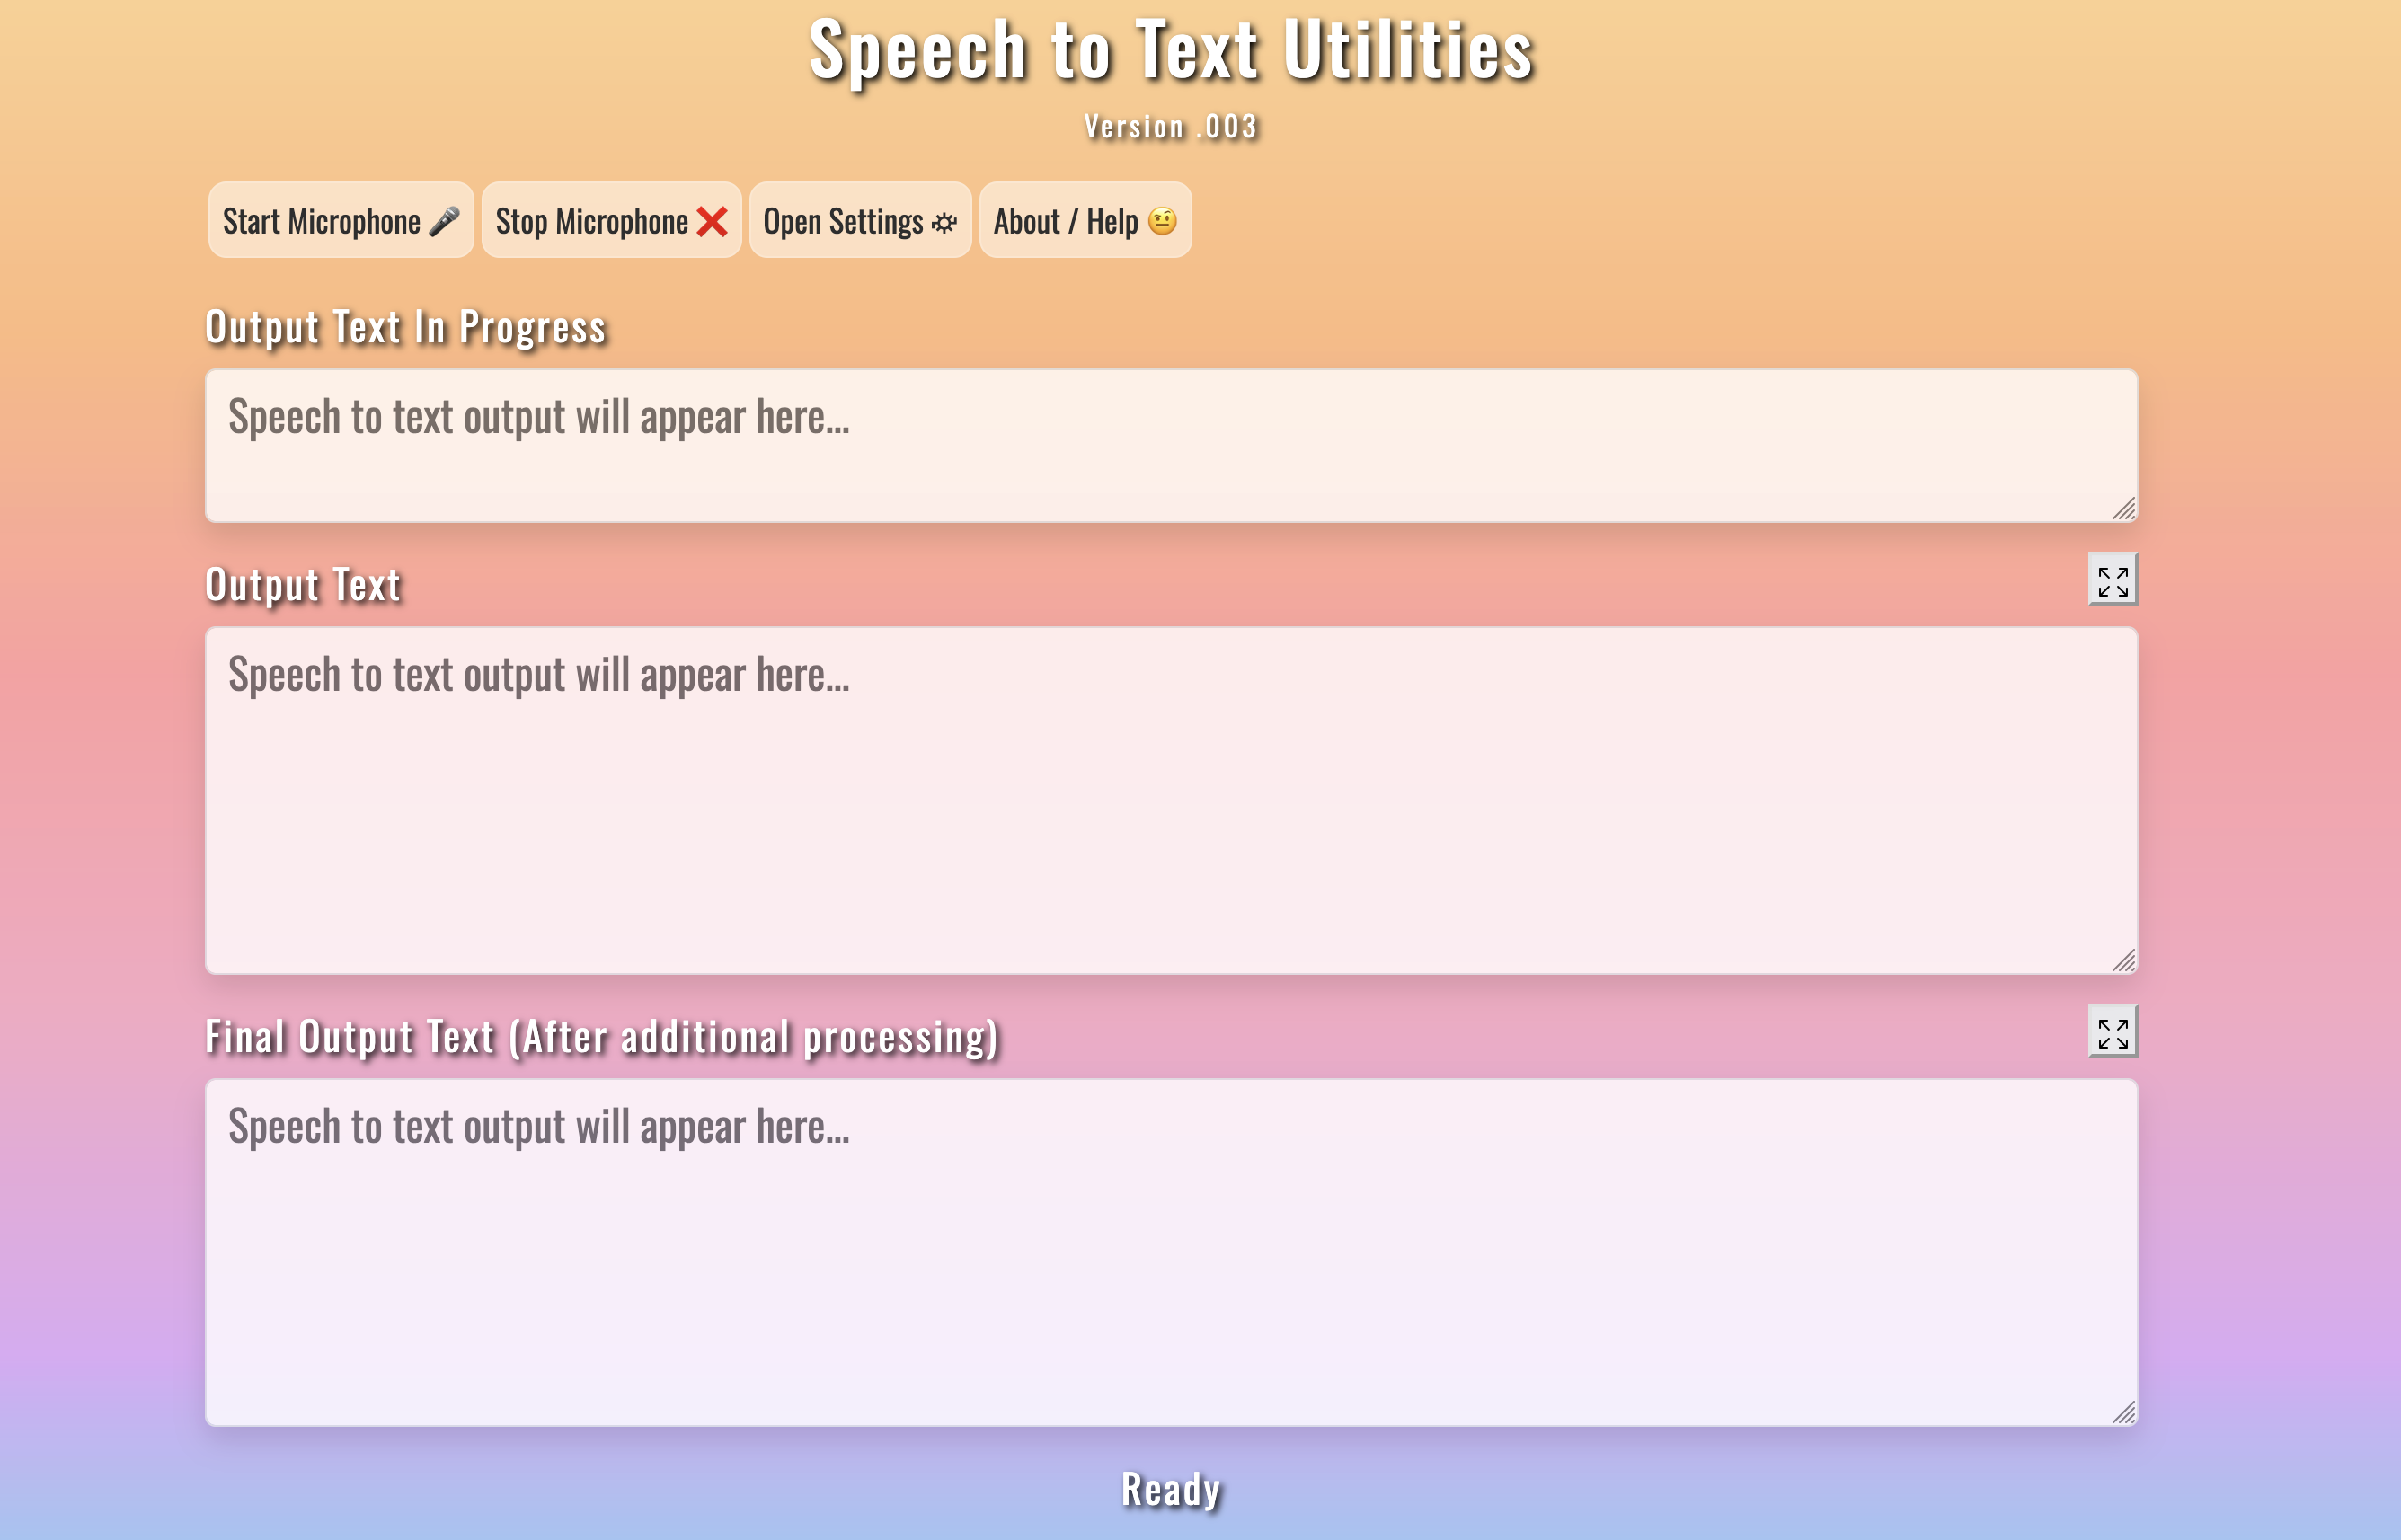 Speech to Text Utilities
Version .003
Start Microphone 🎤 Stop Microphone ❌ Open Settings ⚙ About / Help 🤨
Output Text In Progress
Speech to text output will appear here...
Output Text
Speech to text output will appear here...
Final Output Text (After additional processing)
Speech to text output will appear here...
Ready